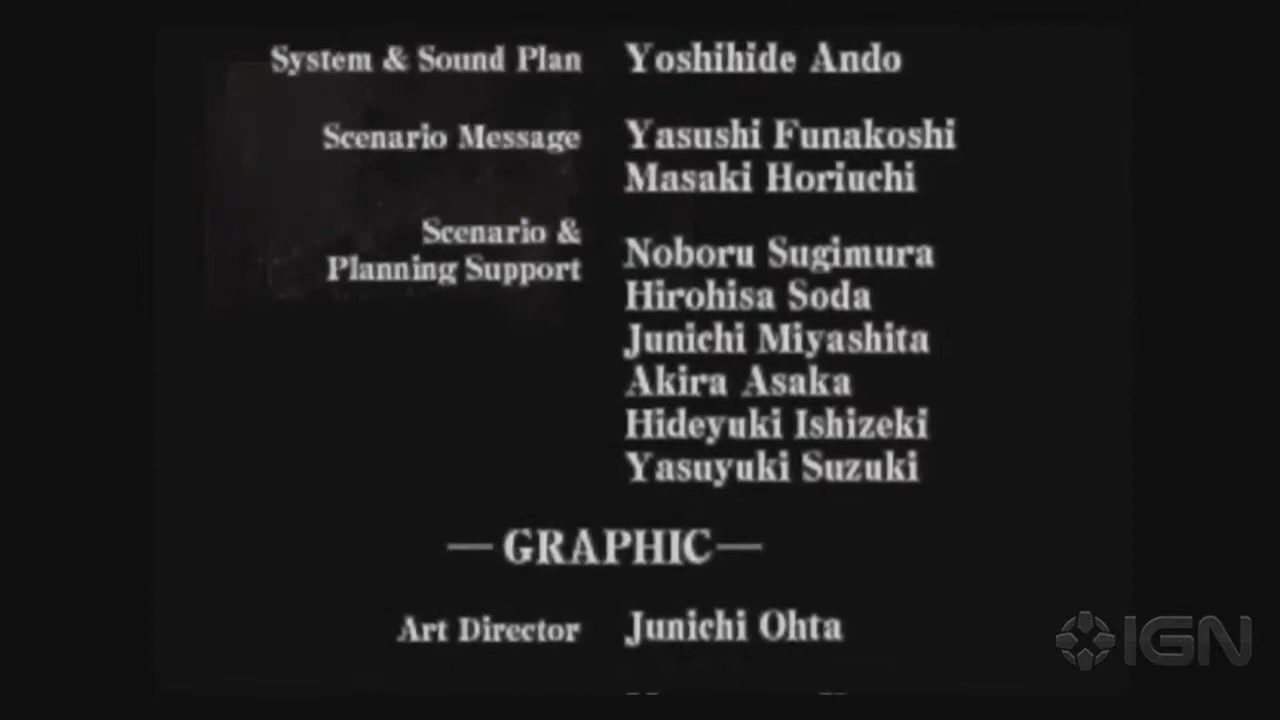 System & Sound Plan Yoshihide Ando
Scenario Message Yasushi Funakoshi
Masaki Horiuchi
Scenario &
Planning Support Noboru Sugimura
Hirohisa Soda
Junichi Miyashita
Akira Asaka
Hideyuki Ishizeki
Yasuyuki Suzuki
—GRAPHIC—
Art Director Junichi Ohta
IGN